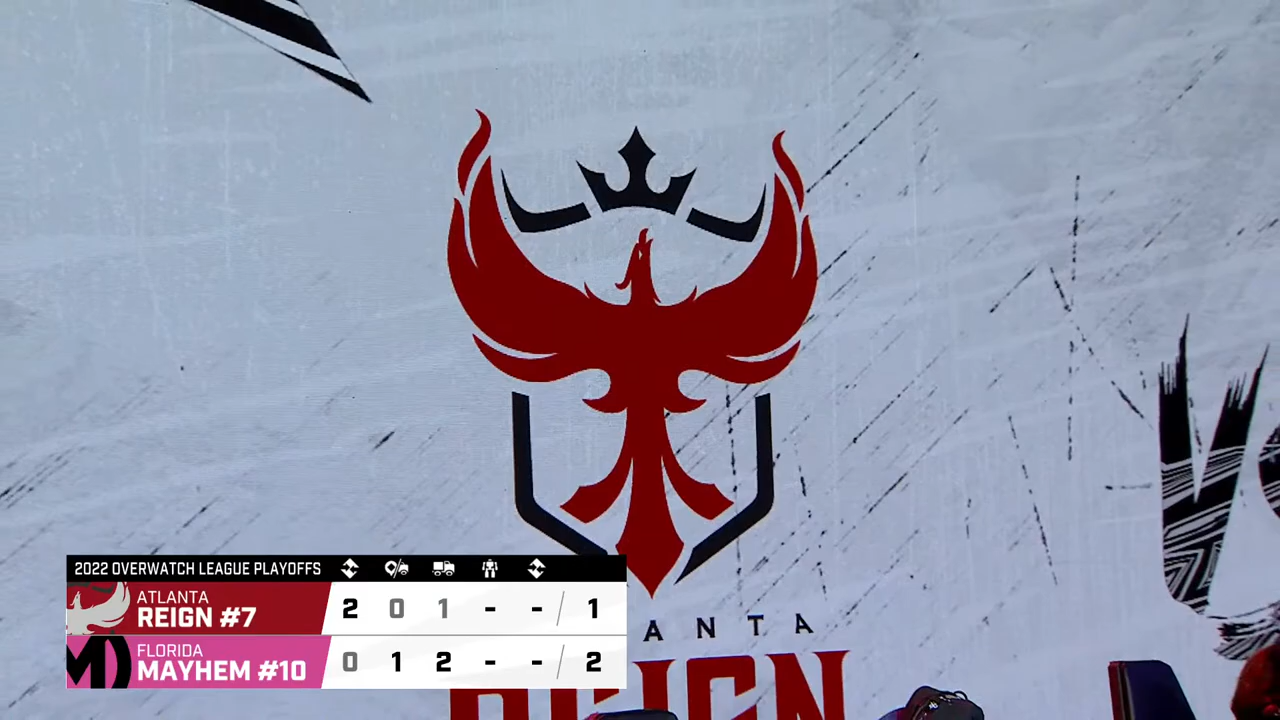 2022 OVERWATCH LEAGUE PLAYOFFS
ATLANTA
REIGN #7 2 0 1 - - / 1
FLORIDA
MAYHEM #10 0 1 2 - - / 2
ANTA
REIGN